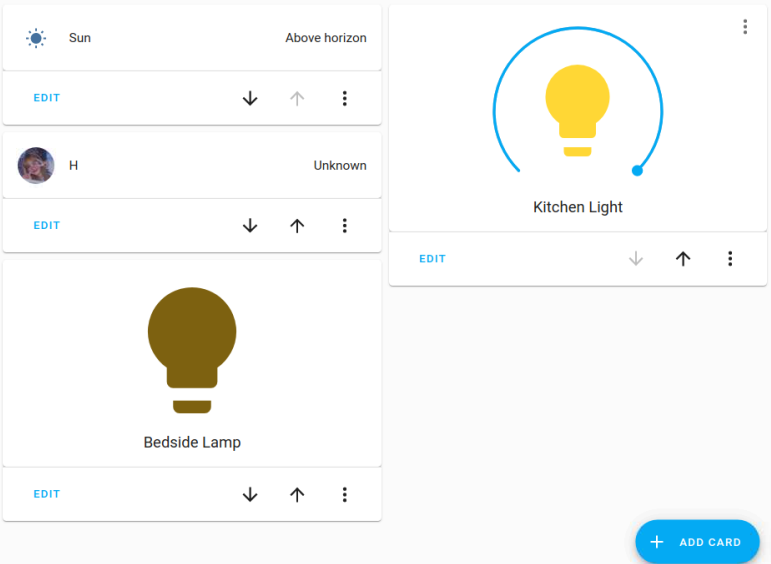 Sun Above horizon
EDIT
H Unknown
EDIT
Bedside Lamp
EDIT
Kitchen Light
EDIT
ADD CARD